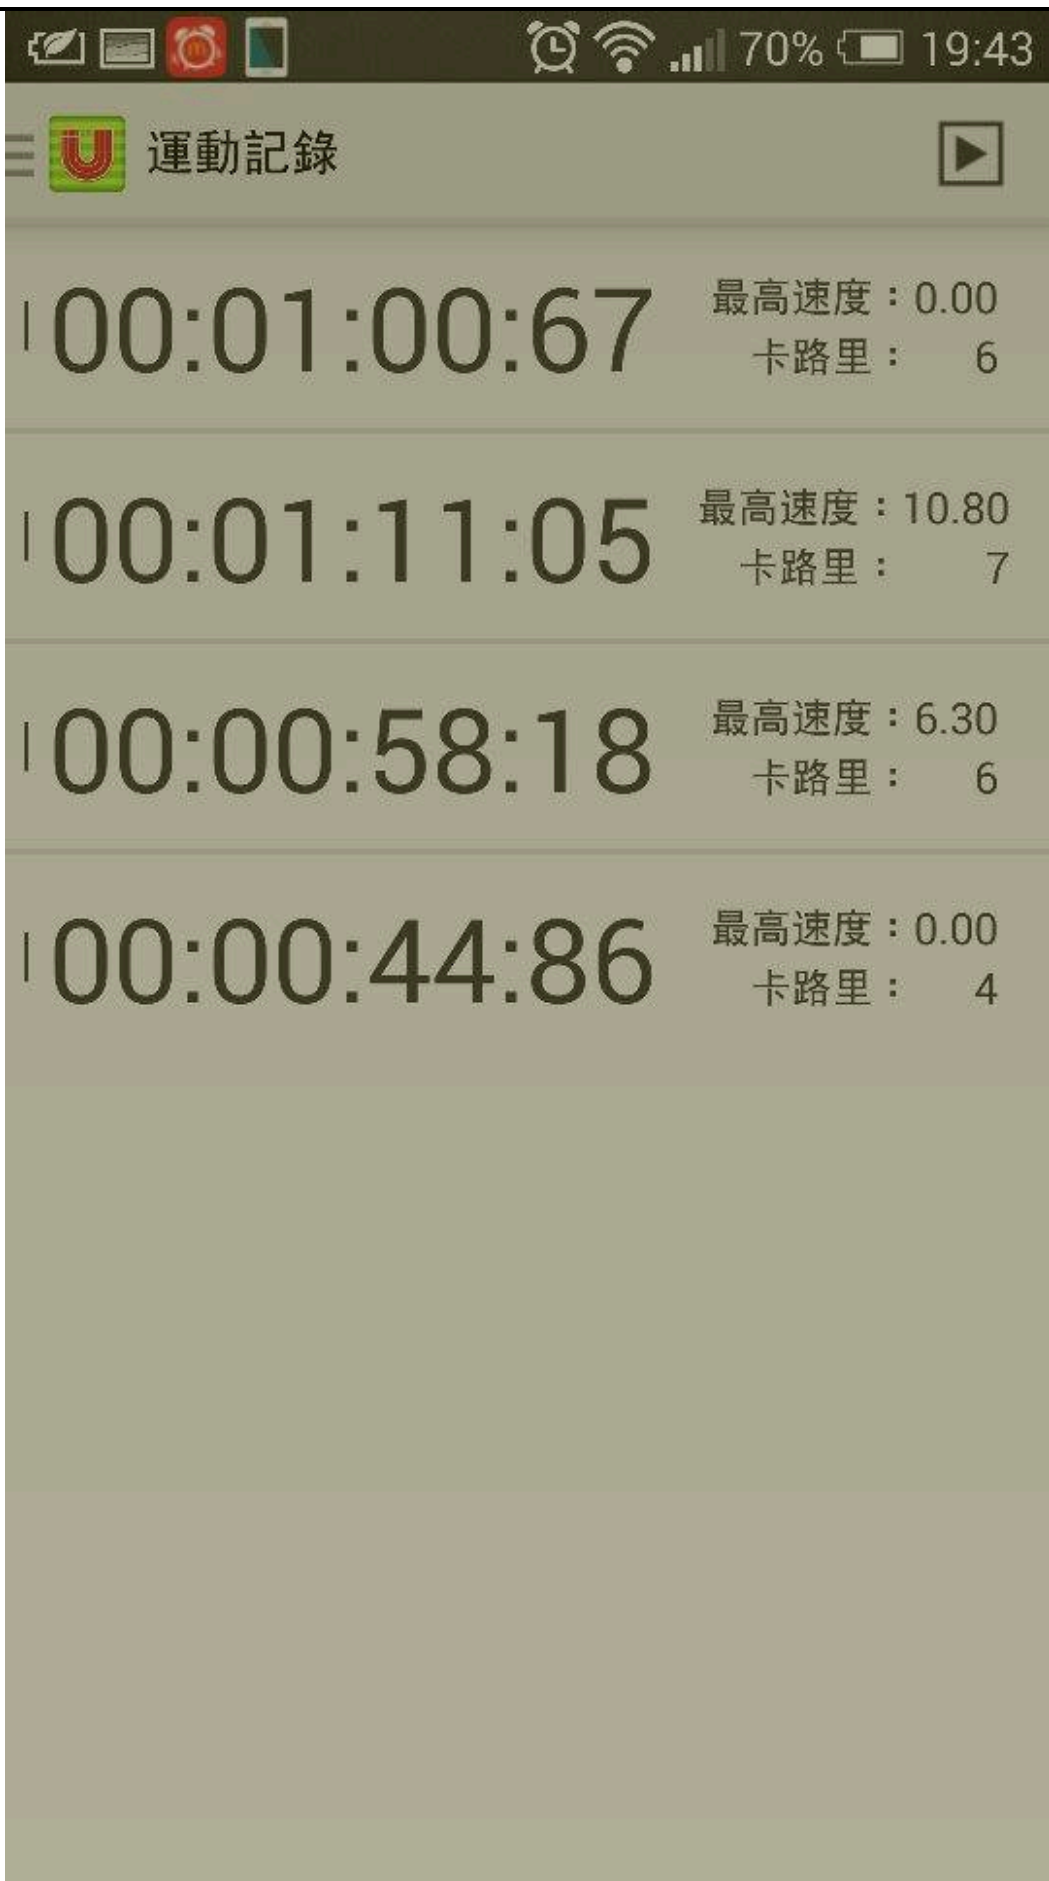 70% 19:43
運動記錄
00:01:00:67
最高速度：0.00
卡路里： 6
00:01:11:05
最高速度：10.80
卡路里： 7
00:00:58:18
最高速度：6.30
卡路里： 6
00:00:44:86
最高速度：0.00
卡路里： 4